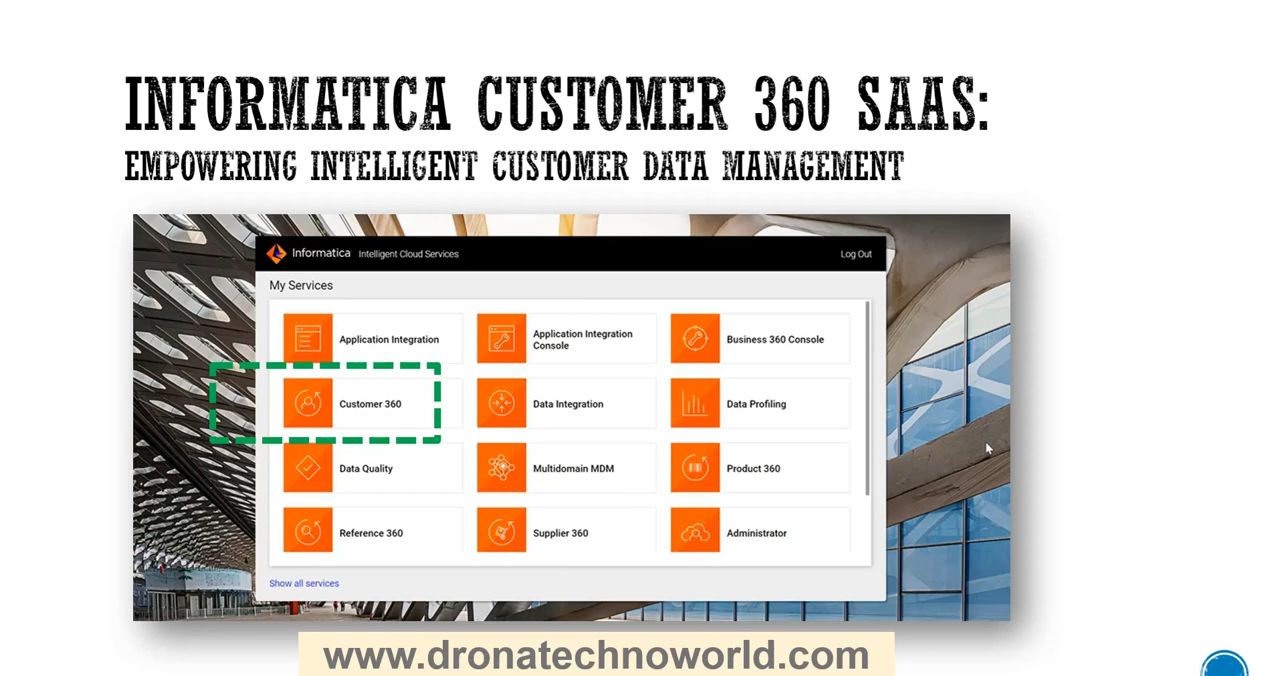 INFORMATICA CUSTOMER 360 SAAS:
EMPOWERING INTELLIGENT CUSTOMER DATA MANAGEMENT
Informatica Intelligent Cloud Services
Log Out
My Services
Application Integration
Application Integration
Console
Business 360 Console
Customer 360
Data Integration
Data Profiling
Data Quality
Multidomain MDM
Product 360
Reference 360
Supplier 360
Administrator
Show all services
www.dronatechnoworld.com